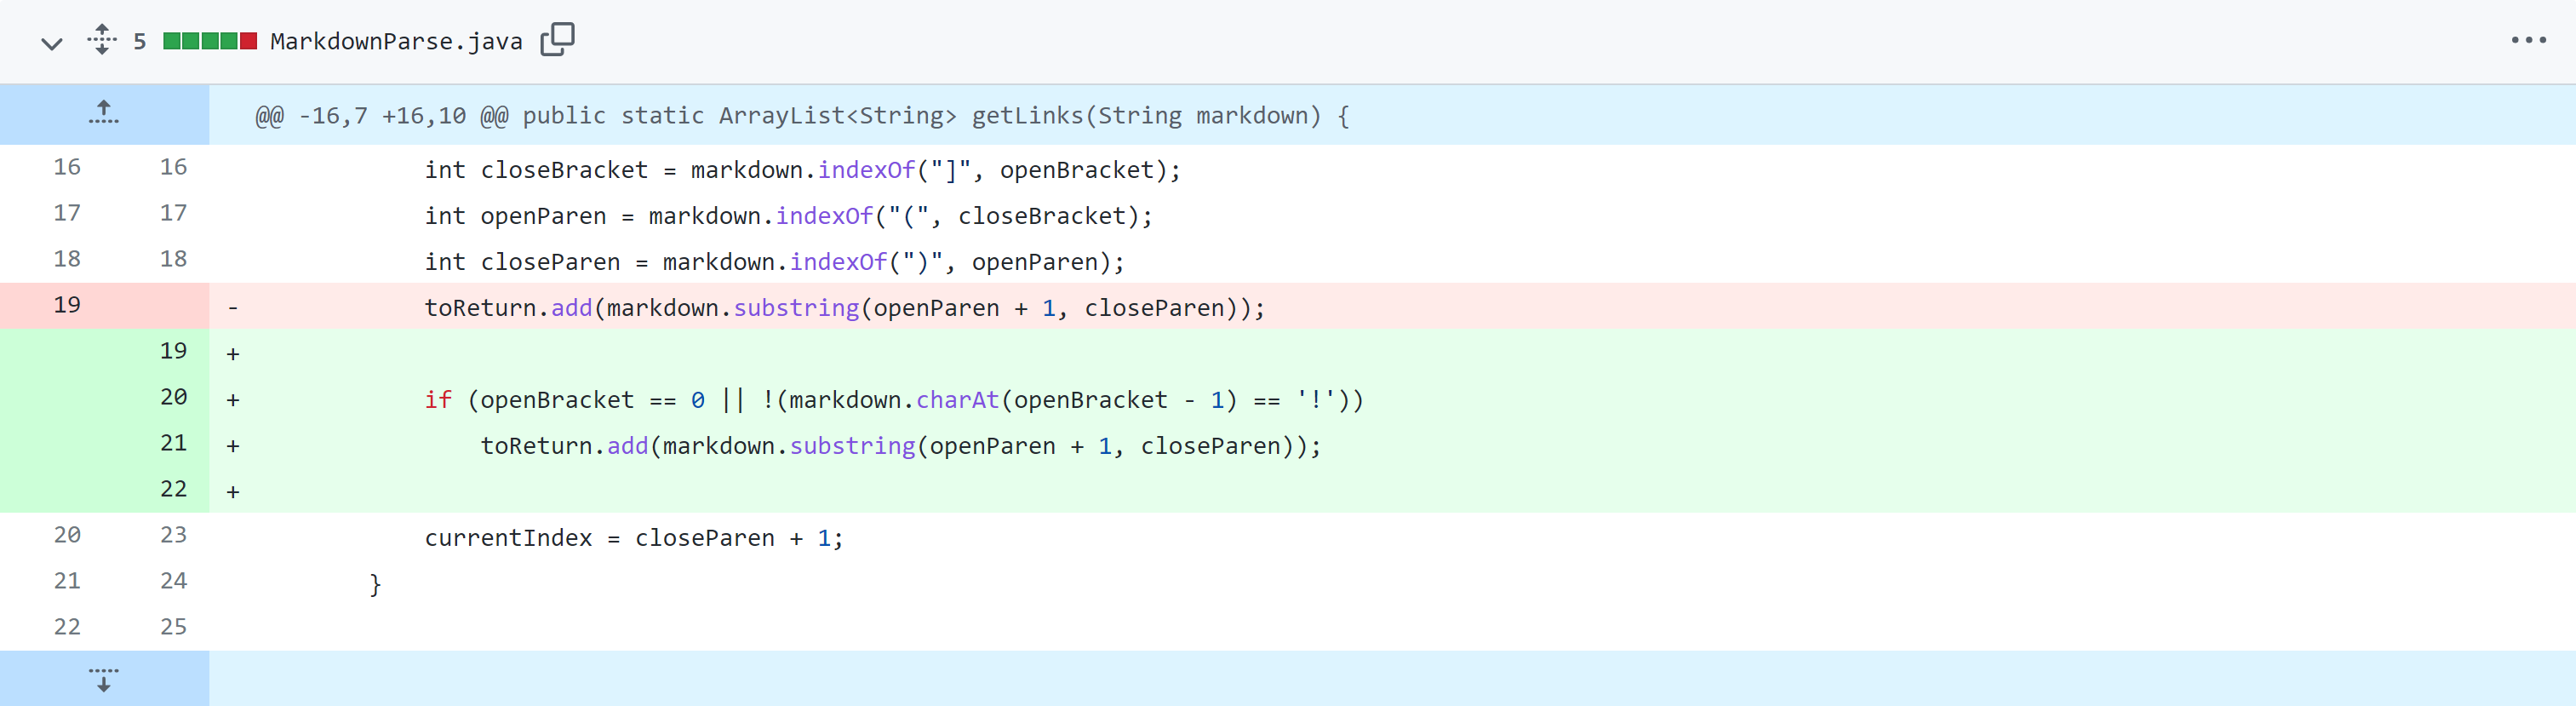 5 MarkdownParse.java
@@ -16,7 +16,10 @@ public static ArrayList<String> getLinks(String markdown) {
16 16 int closeBracket = markdown.indexOf("]", openBracket);
17 17 int openParen = markdown.indexOf("(", closeBracket);
18 18 int closeParen = markdown.indexOf(")", openParen);
19 - toReturn.add(markdown.substring(openParen + 1, closeParen));
19 +
20 + if (openBracket == 0 || !(markdown.charAt(openBracket - 1) == '!'))
21 + toReturn.add(markdown.substring(openParen + 1, closeParen));
22 +
20 23 currentIndex = closeParen + 1;
21 24 }
22 25